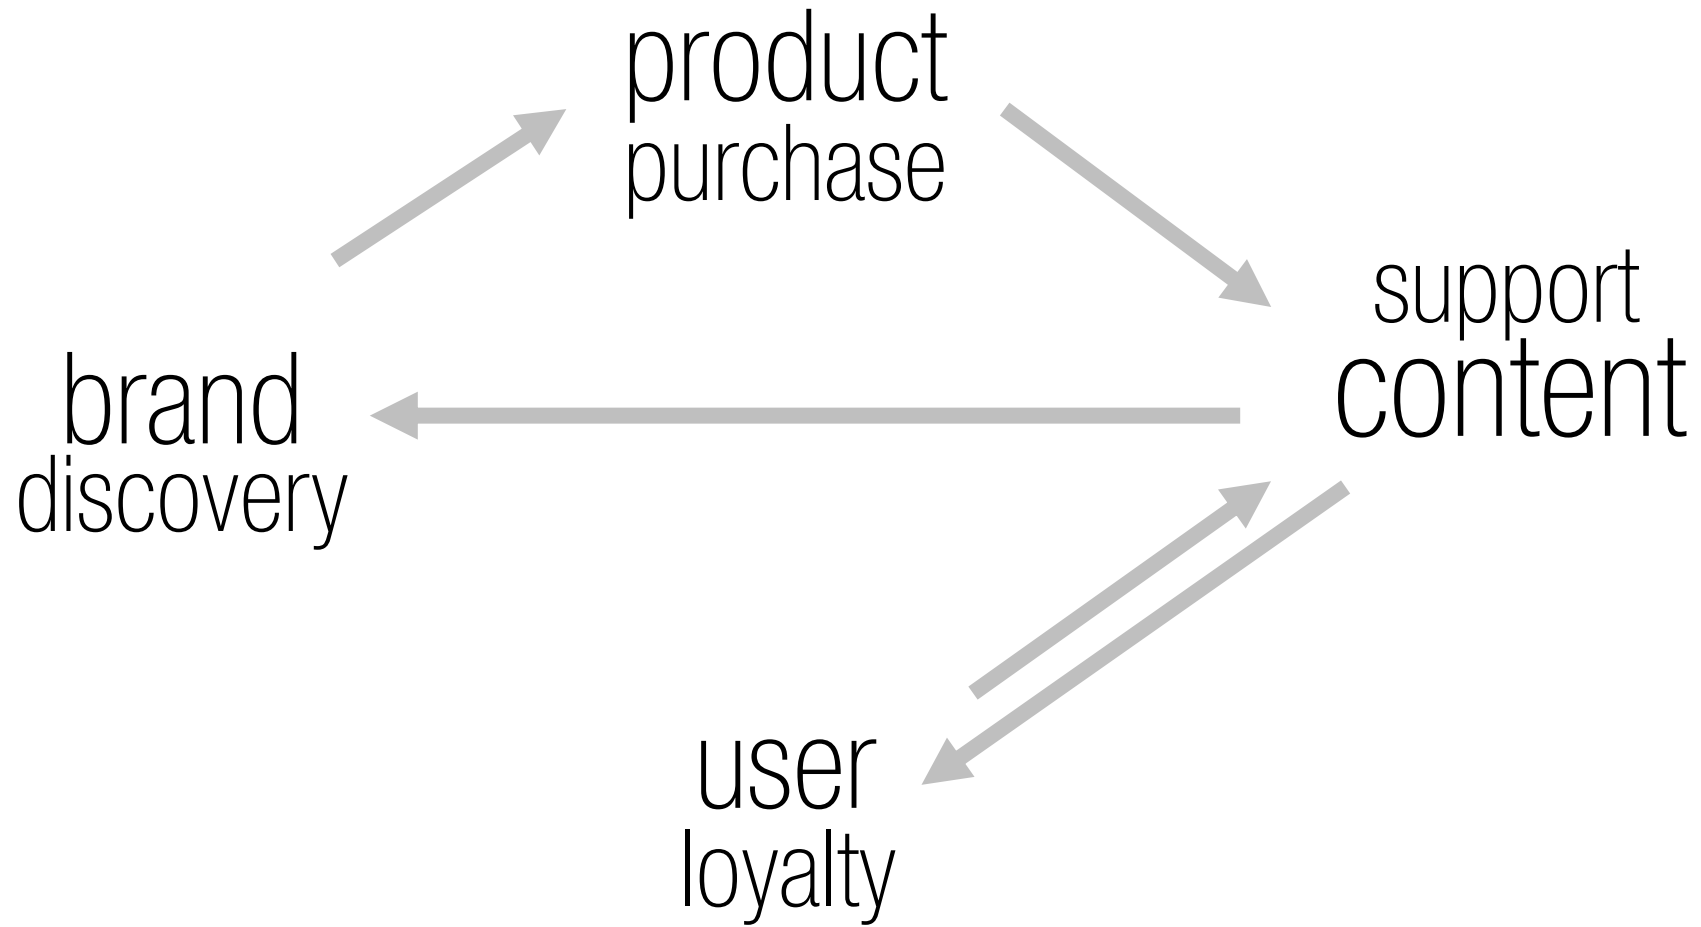 product
purchase
support
content
brand
discovery
user
loyalty